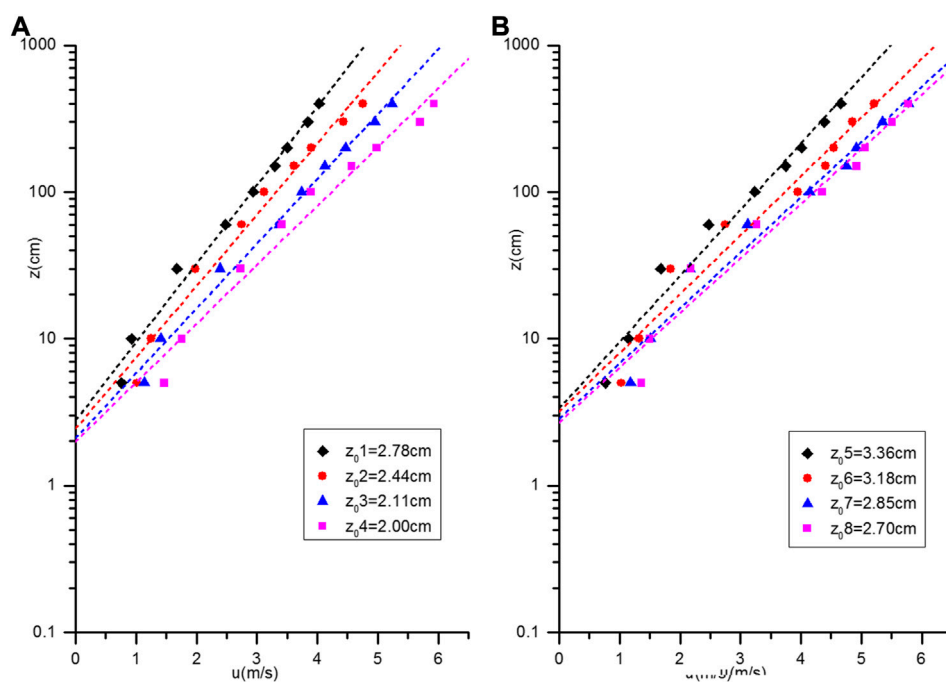 A
1000
100
10
1
0.1
z(cm)
0 1 2 3 4 5 6
u(m/s)
z₀1=2.78cm
z₀2=2.44cm
z₀3=2.11cm
z₀4=2.00cm
B
1000
100
10
1
0.1
z(cm)
0 1 2 3 4 5 6
z₀5=3.36cm
z₀6=3.18cm
z₀7=2.85cm
z₀8=2.70cm